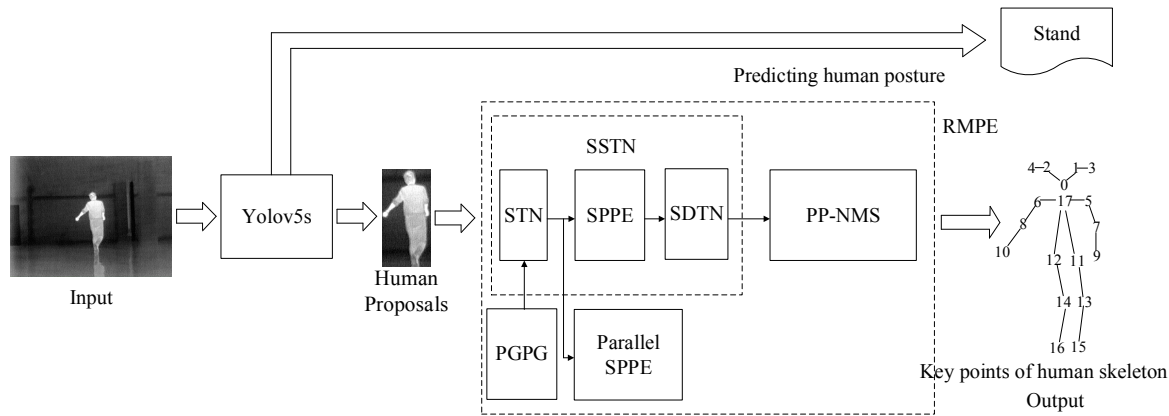 Stand
Predicting human posture
RMPE
SSTN
4 2 1 3
0
Yolov5s
STN
SPPE
SDTN
PP-NMS
6 17 5
8 7
10 9
12 11
Input
Human
Proposals
14 13
PGPG
Parallel
SPPE
16 15
Key points of human skeleton
Output